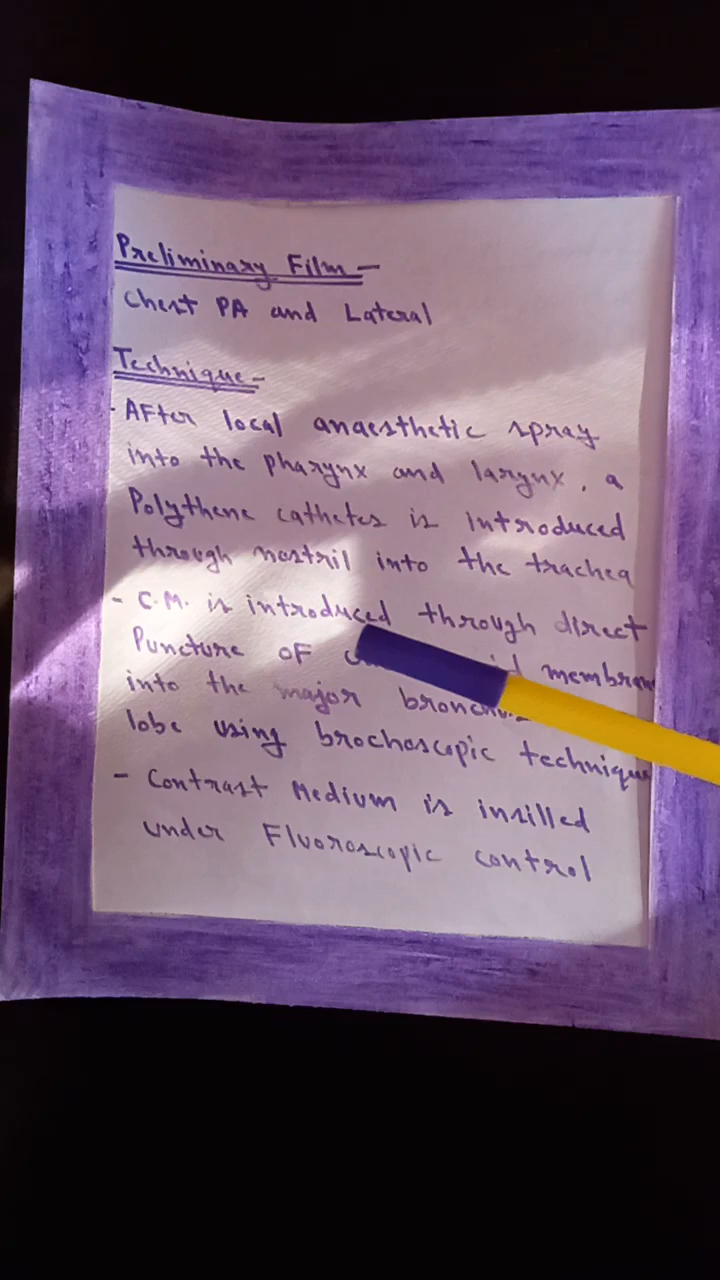 Preliminary Film -
Chest PA and Lateral
Technique -
- AFter local anaesthetic spray
into the pharynx and larynx, a
Polythene catheter is introduced
through nostril into the trachea
- C.M. is introduced through direct
Puncture OF membrane
into the major
lobe using brochoscopic technique
- Contrast Medium is insilled
under Fluoroscopic control